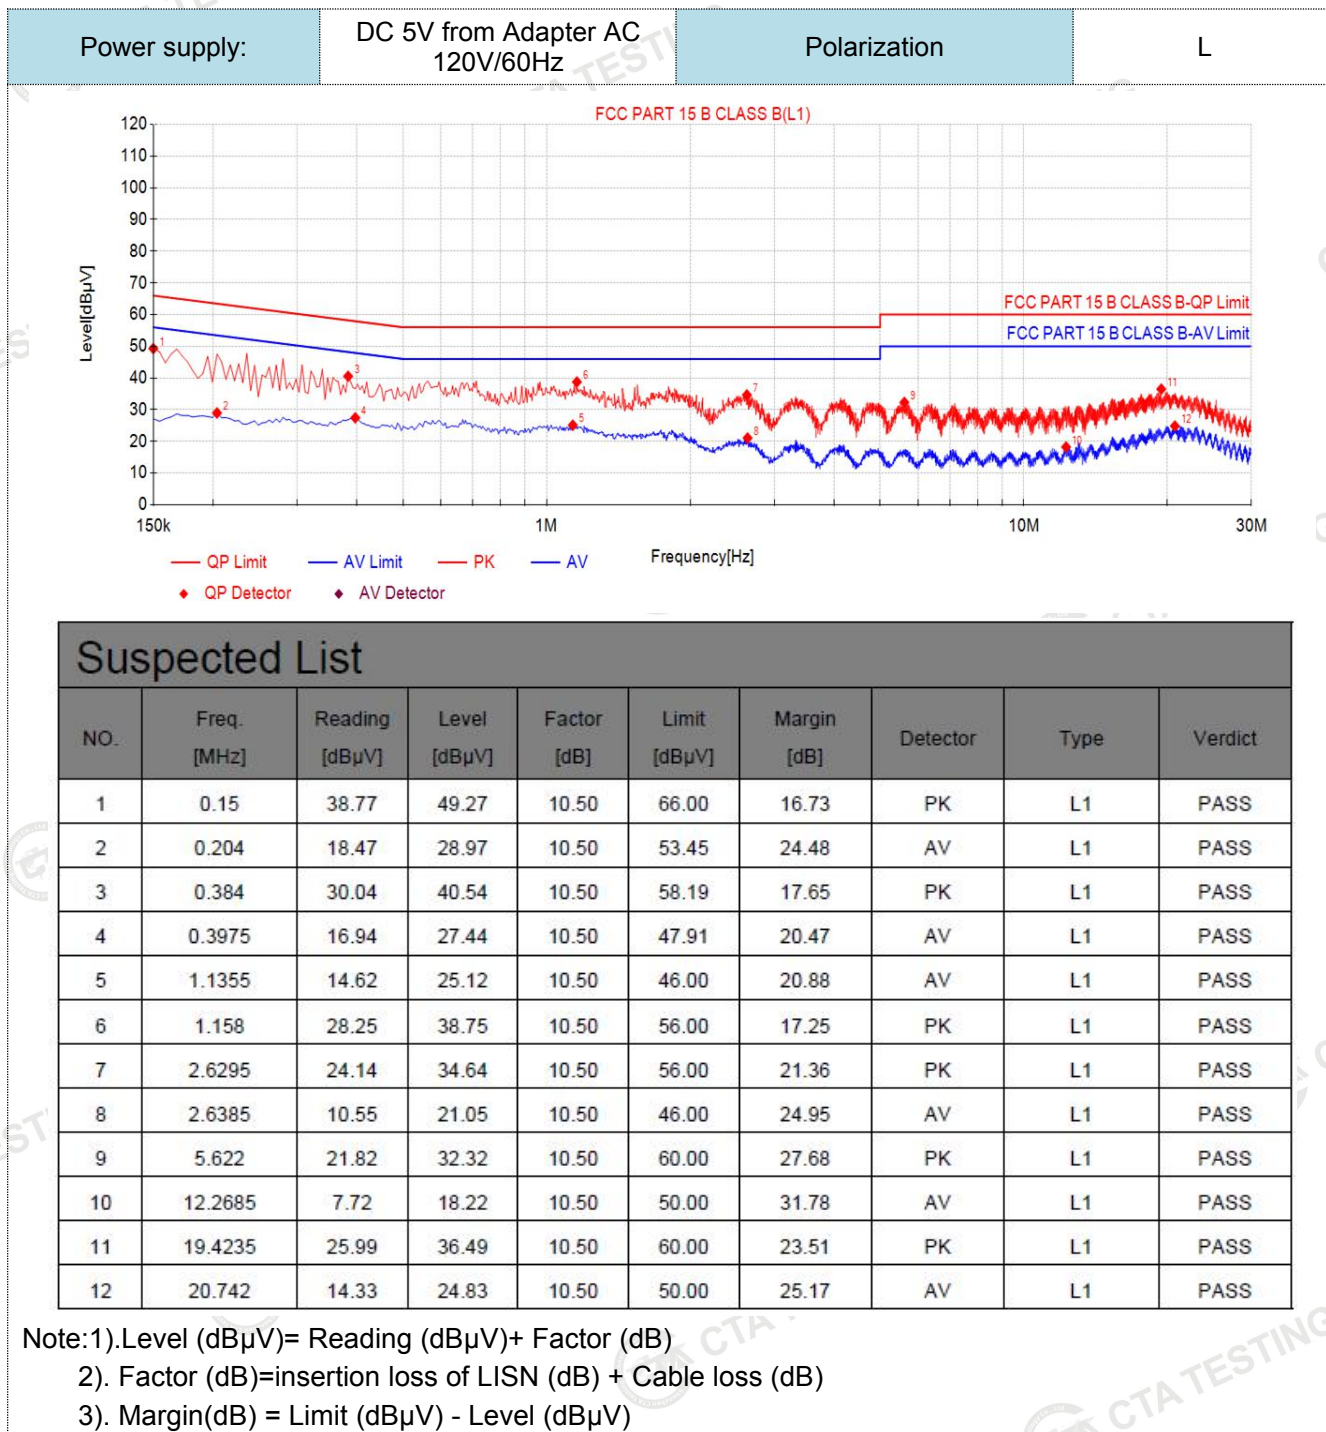 Power supply: DC 5V from Adapter AC 120V/60Hz Polarization L
FCC PART 15 B CLASS B(L1)
120
110
100
90
80
70
60
50
40
30
20
10
0
Level[dBµV]
FCC PART 15 B CLASS B-QP Limit
FCC PART 15 B CLASS B-AV Limit
1
2
3
4
5
6
7
8
9
10
11
12
150k 1M 10M 30M
Frequency[Hz]
QP Limit AV Limit PK AV
QP Detector AV Detector
Suspected List
NO. Freq. [MHz] Reading [dBµV] Level [dBµV] Factor [dB] Limit [dBµV] Margin [dB] Detector Type Verdict
1 0.15 38.77 49.27 10.50 66.00 16.73 PK L1 PASS
2 0.204 18.47 28.97 10.50 53.45 24.48 AV L1 PASS
3 0.384 30.04 40.54 10.50 58.19 17.65 PK L1 PASS
4 0.3975 16.94 27.44 10.50 47.91 20.47 AV L1 PASS
5 1.1355 14.62 25.12 10.50 46.00 20.88 AV L1 PASS
6 1.158 28.25 38.75 10.50 56.00 17.25 PK L1 PASS
7 2.6295 24.14 34.64 10.50 56.00 21.36 PK L1 PASS
8 2.6385 10.55 21.05 10.50 46.00 24.95 AV L1 PASS
9 5.622 21.82 32.32 10.50 60.00 27.68 PK L1 PASS
10 12.2685 7.72 18.22 10.50 50.00 31.78 AV L1 PASS
11 19.4235 25.99 36.49 10.50 60.00 23.51 PK L1 PASS
12 20.742 14.33 24.83 10.50 50.00 25.17 AV L1 PASS
Note:1).Level (dBµV)= Reading (dBµV)+ Factor (dB)
2). Factor (dB)=insertion loss of LISN (dB) + Cable loss (dB)
3). Margin(dB) = Limit (dBµV) - Level (dBµV)
CTA TESTING